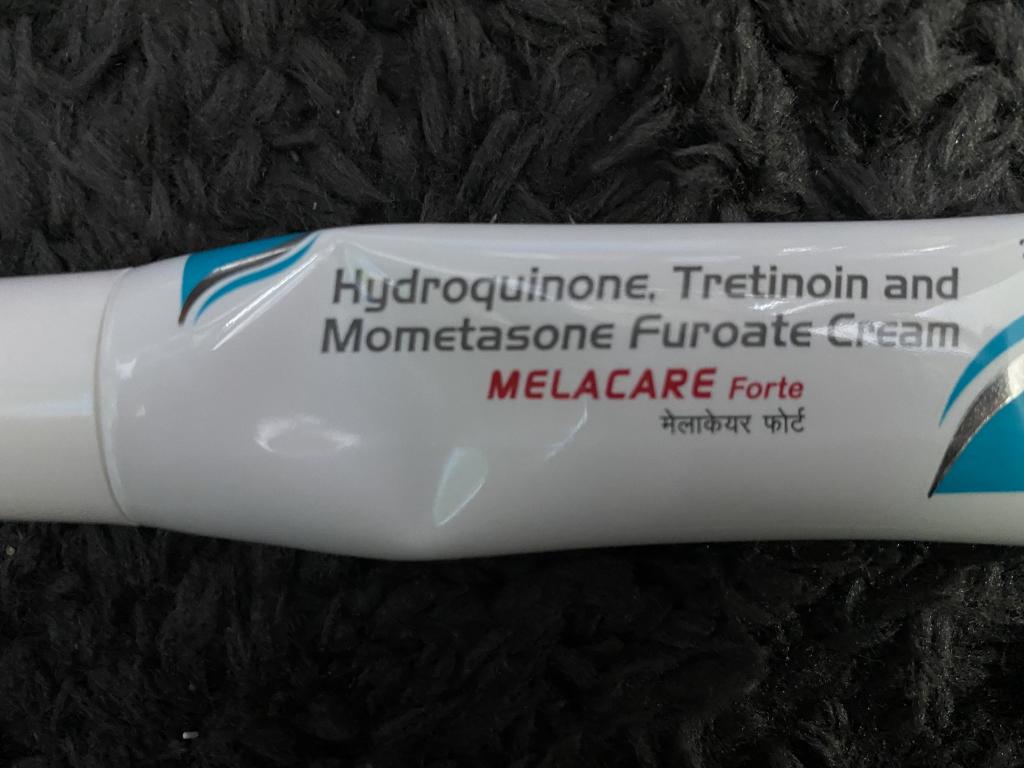 Hydroquinone, Tretinoin and
Mometasone Furoate Cream
MELACARE Forte
मेलाकेयर फोर्ट